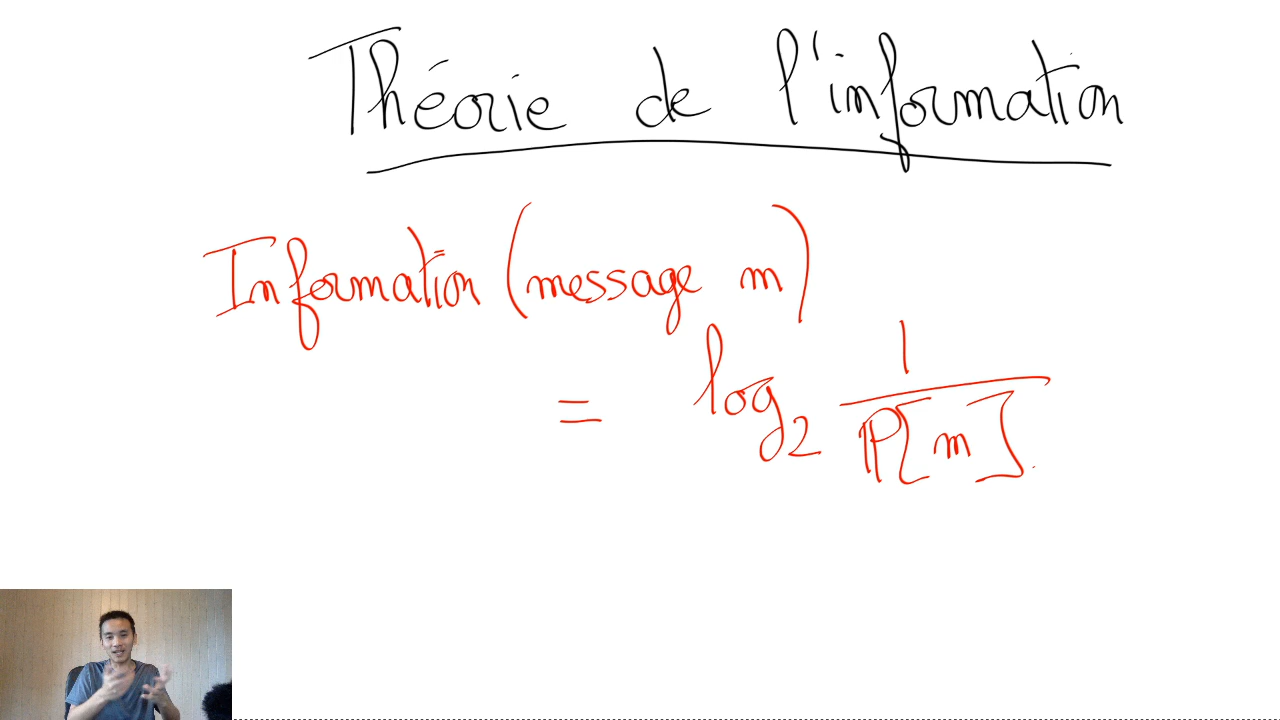 Théorie de l'information
Information (message m)
= log₂ 1/ℙ[m]